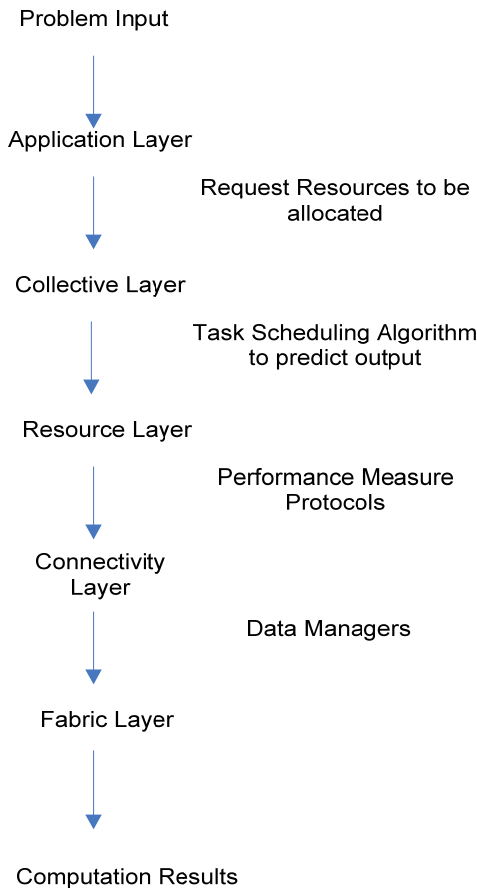 Problem Input
Application Layer
Request Resources to be
allocated
Collective Layer
Task Scheduling Algorithm
to predict output
Resource Layer
Performance Measure
Protocols
Connectivity
Layer
Data Managers
Fabric Layer
Computation Results